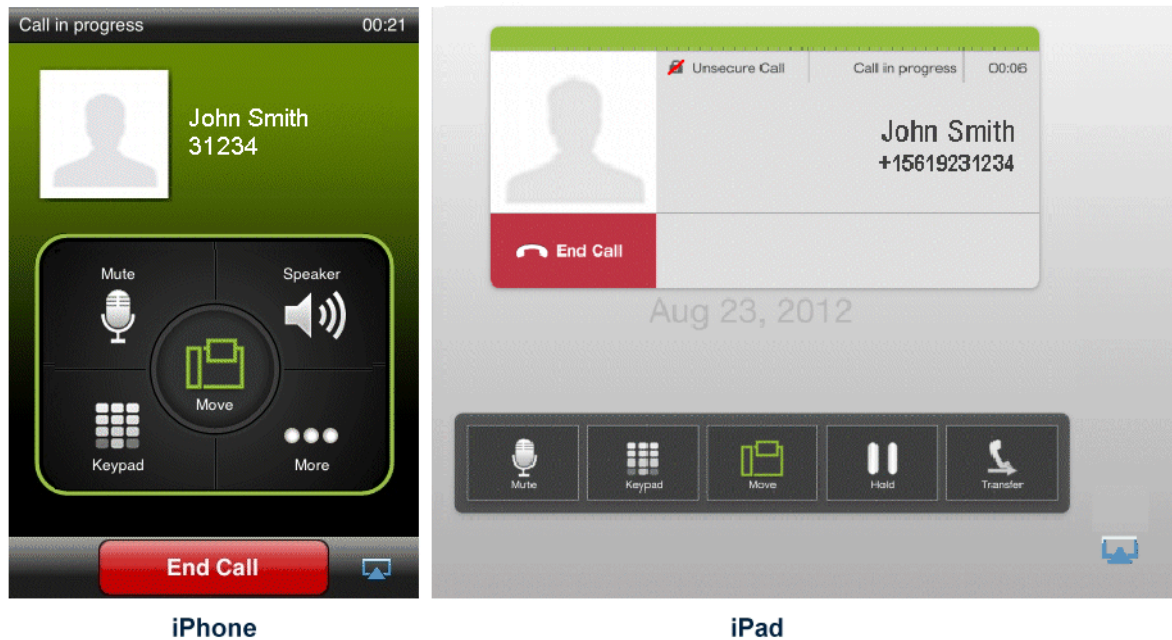 Call in progress 00:21
John Smith
31234
Mute Speaker
Move
Keypad More
End Call
iPhone
Unsecure Call Call in progress 00:06
John Smith
+15619231234
End Call
Aug 23, 2012
Mute Keypad Move Hold Transfer
iPad